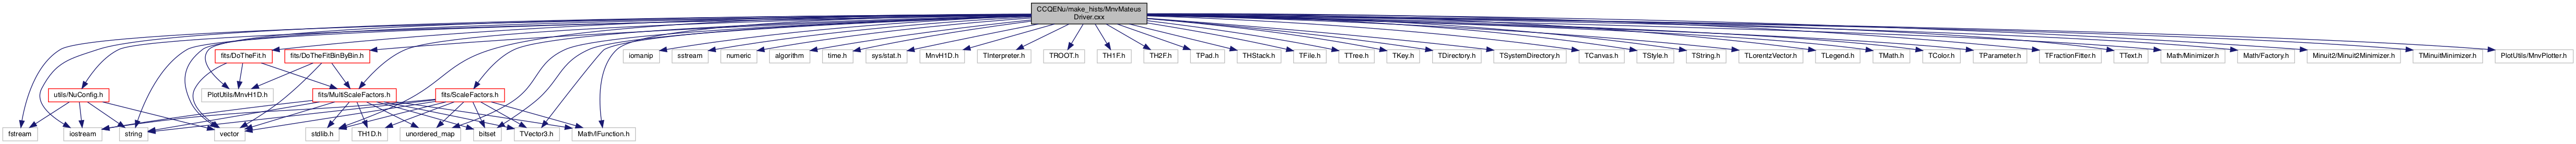 CCQENu/make_hists/MnvMateus
Driver.cxx
fits/DoTheFit.h
fits/DoTheFitBinByBin.h
iomanip
sstream
numeric
algorithm
time.h
sys/stat.h
MnvH1D.h
TInterpreter.h
TROOT.h
TH1F.h
TH2F.h
TPad.h
THStack.h
TFile.h
TTree.h
TKey.h
TDirectory.h
TSystemDirectory.h
TCanvas.h
TStyle.h
TString.h
TLorentzVector.h
TLegend.h
TMath.h
TColor.h
TParameter.h
TFractionFitter.h
TText.h
Math/Minimizer.h
Math/Factory.h
Minuit2/Minuit2Minimizer.h
TMinuitMinimizer.h
PlotUtils/MnvPlotter.h
utils/NuConfig.h
PlotUtils/MnvH1D.h
fits/MultiScaleFactors.h
fits/ScaleFactors.h
fstream
iostream
string
vector
stdlib.h
TH1D.h
unordered_map
bitset
TVector3.h
Math/IFunction.h